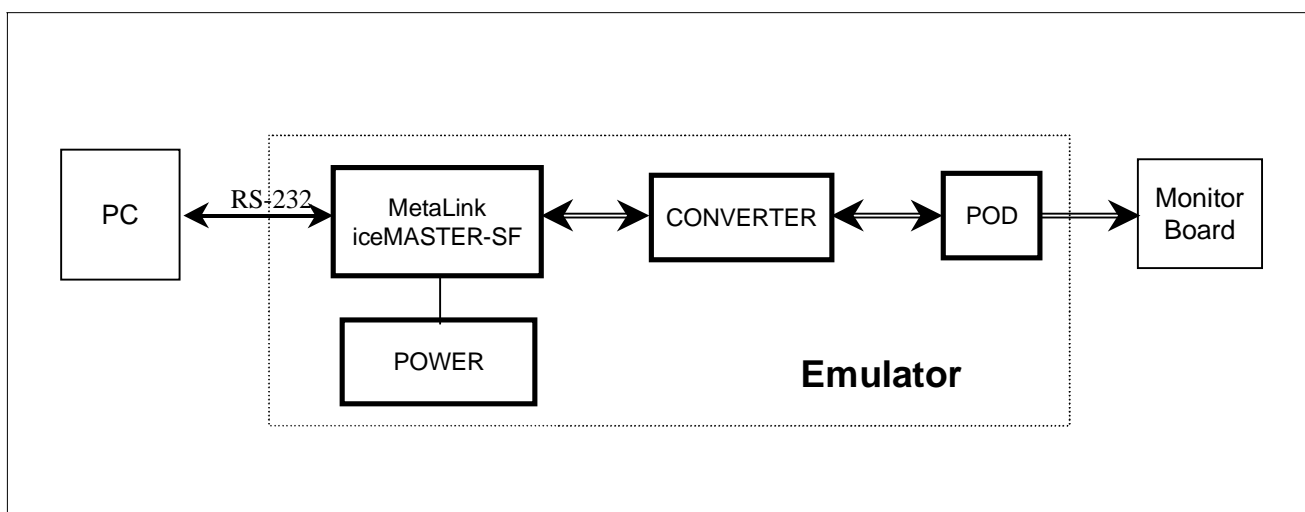 PC
RS-232
MetaLink
iceMASTER-SF
CONVERTER
POD
Monitor
Board
POWER
Emulator